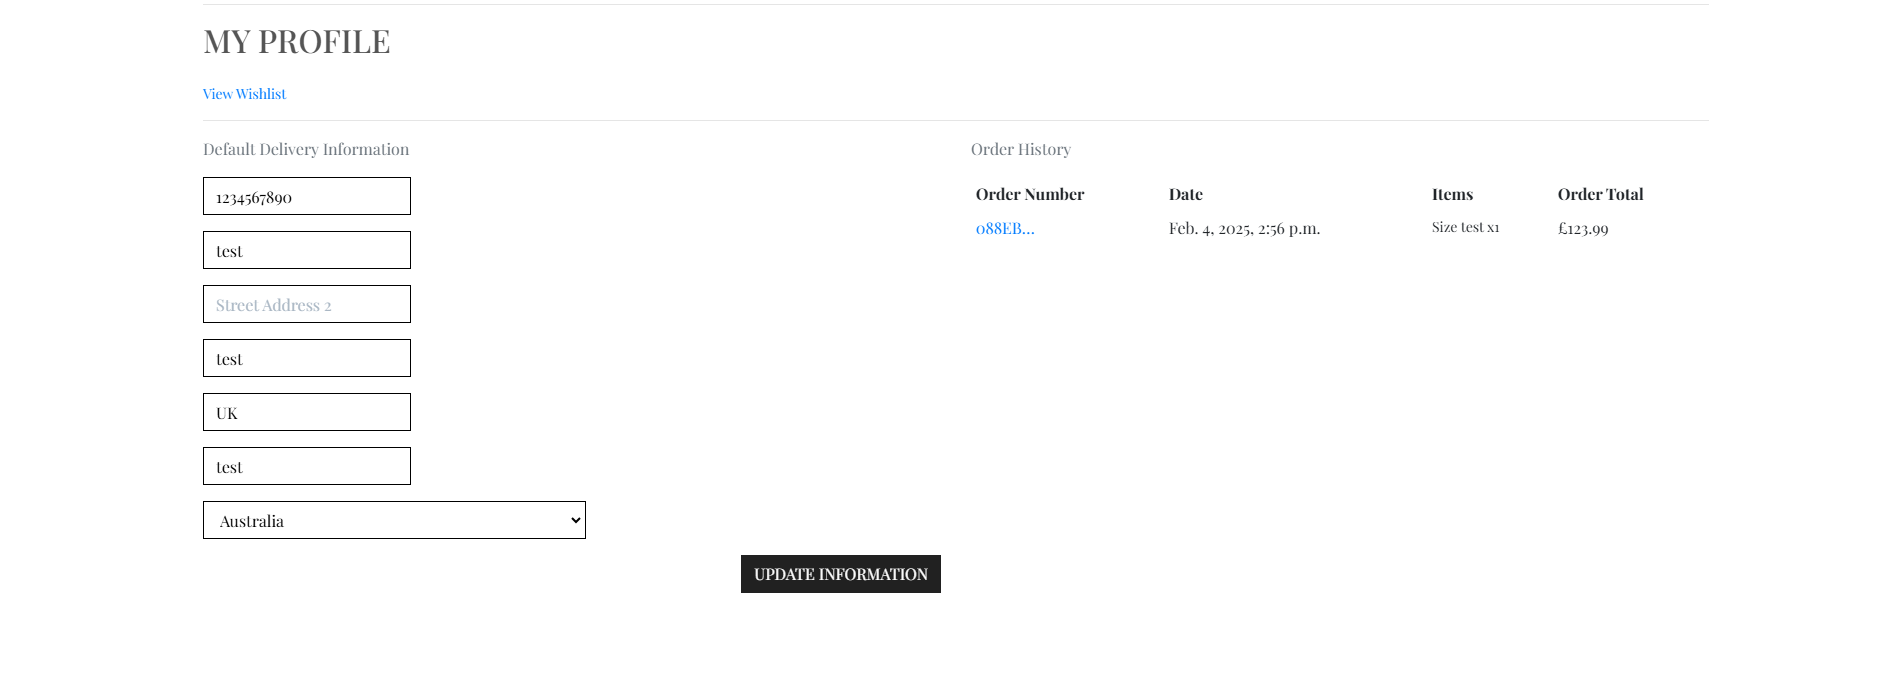 MY PROFILE
View Wishlist
Default Delivery Information
1234567890
test
Street Address 2
test
UK
test
Australia
UPDATE INFORMATION
Order History
Order Number Date Items Order Total
088EB... Feb. 4, 2025, 2:56 p.m. Size test x1 £123.99